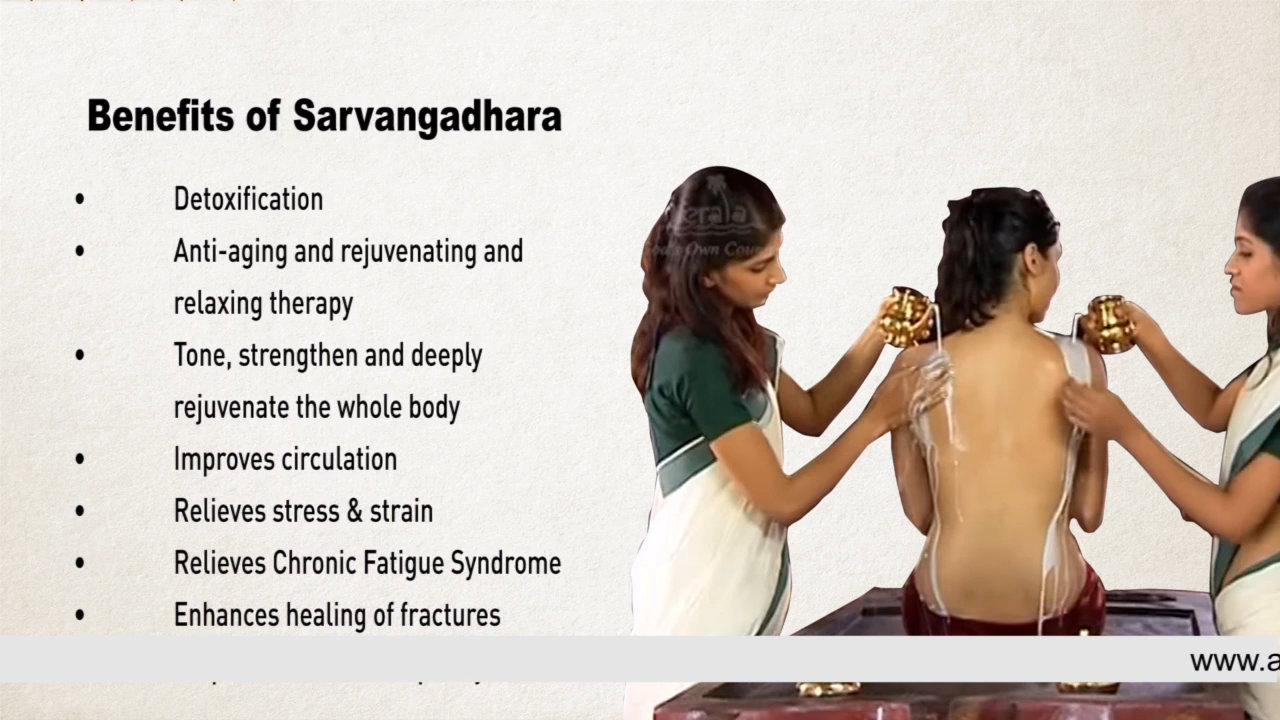 Benefits of Sarvangadhara
• Detoxification
• Anti-aging and rejuvenating and
relaxing therapy
• Tone, strengthen and deeply
rejuvenate the whole body
• Improves circulation
• Relieves stress & strain
• Relieves Chronic Fatigue Syndrome
• Enhances healing of fractures
www.a